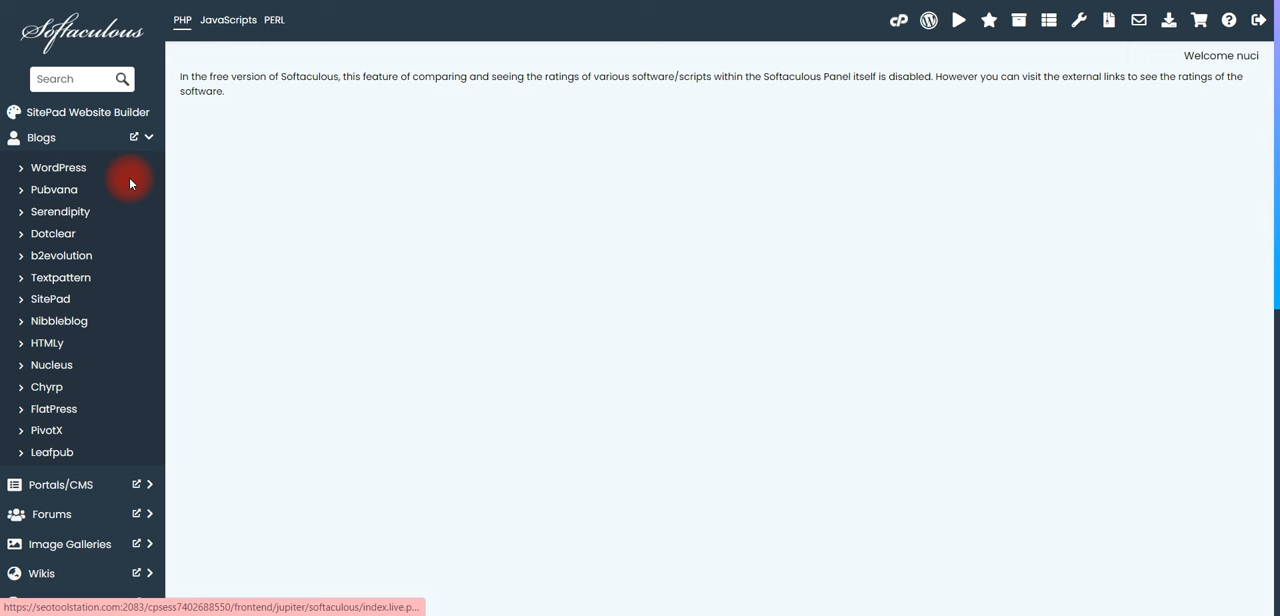 Softaculous
PHP JavaScripts PERL
Welcome nuci
In the free version of Softaculous, this feature of comparing and seeing the ratings of various software/scripts within the Softaculous Panel itself is disabled. However you can visit the external links to see the ratings of the
software.
Search
SitePad Website Builder
Blogs
WordPress
Pubvana
Serendipity
Dotclear
b2evolution
Textpattern
SitePad
Nibbleblog
HTMLy
Nucleus
Chyrp
FlatPress
PivotX
Leafpub
Portals/CMS
Forums
Image Galleries
Wikis
https://seotoolstation.com:2083/cpsess7402688550/frontend/jupiter/softaculous/index.live.p...